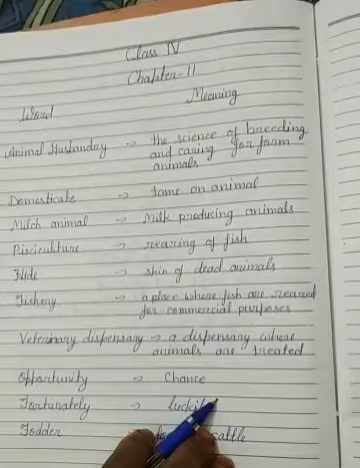 Class IV
Chapter-11
Word Meaning
Animal Husbandry → the science of breeding
and caring for farm
animals
Domesticate → tame an animal
Milch animal → Milk producing animals
Pisciculture → rearing of fish
Hide → skin of dead animals
Fishery → a place where fish are reared
for commercial purposes
Veterinary dispensary → a dispensary where
animals are treated
Opportunity → Chance
Fortunately →
Fodder cattle